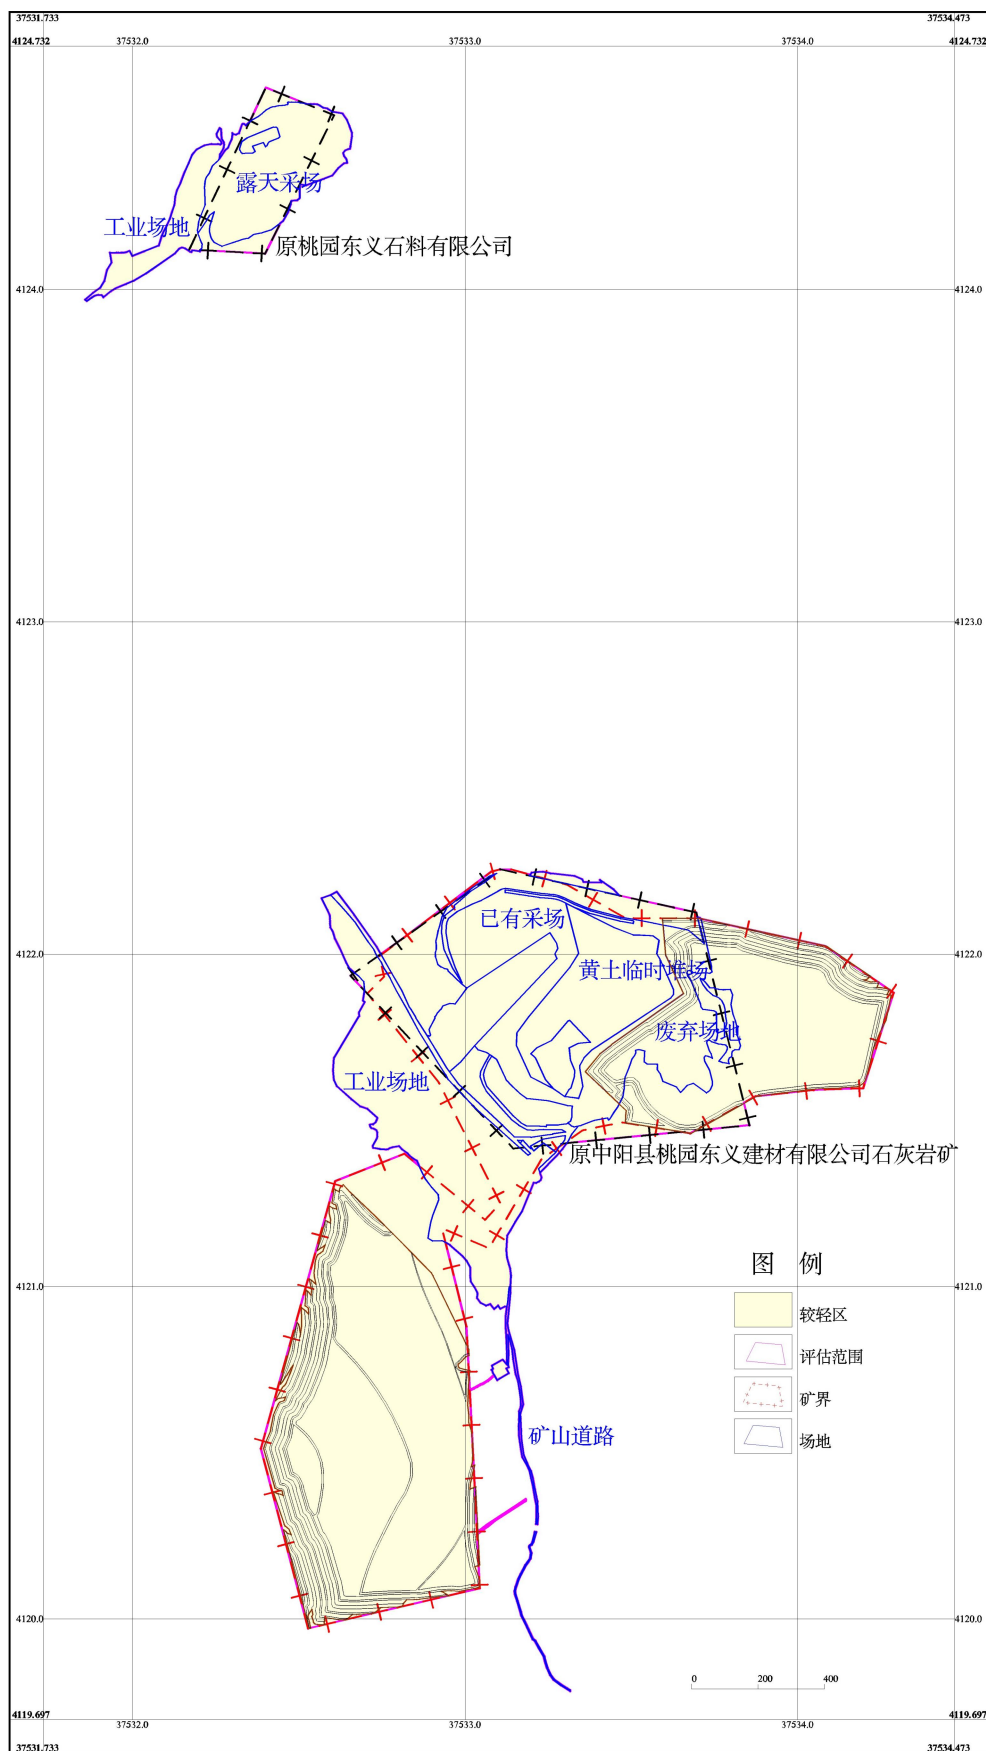 37531.733
37534.473
4124.732
37532.0
37533.0
37534.0
4124.732
露天采场
工业场地
原桃园东义石料有限公司
4124.0
4124.0
4123.0
4123.0
已有采场
4122.0
4122.0
黄土临时堆场
废弃场地
工业场地
原中阳县桃园东义建材有限公司石灰岩矿
图 例
4121.0
4121.0
较轻区
评估范围
矿界
矿山道路
场地
4120.0
4120.0
0 200 400
4119.697
4119.697
37532.0
37533.0
37534.0
37531.733
37534.473